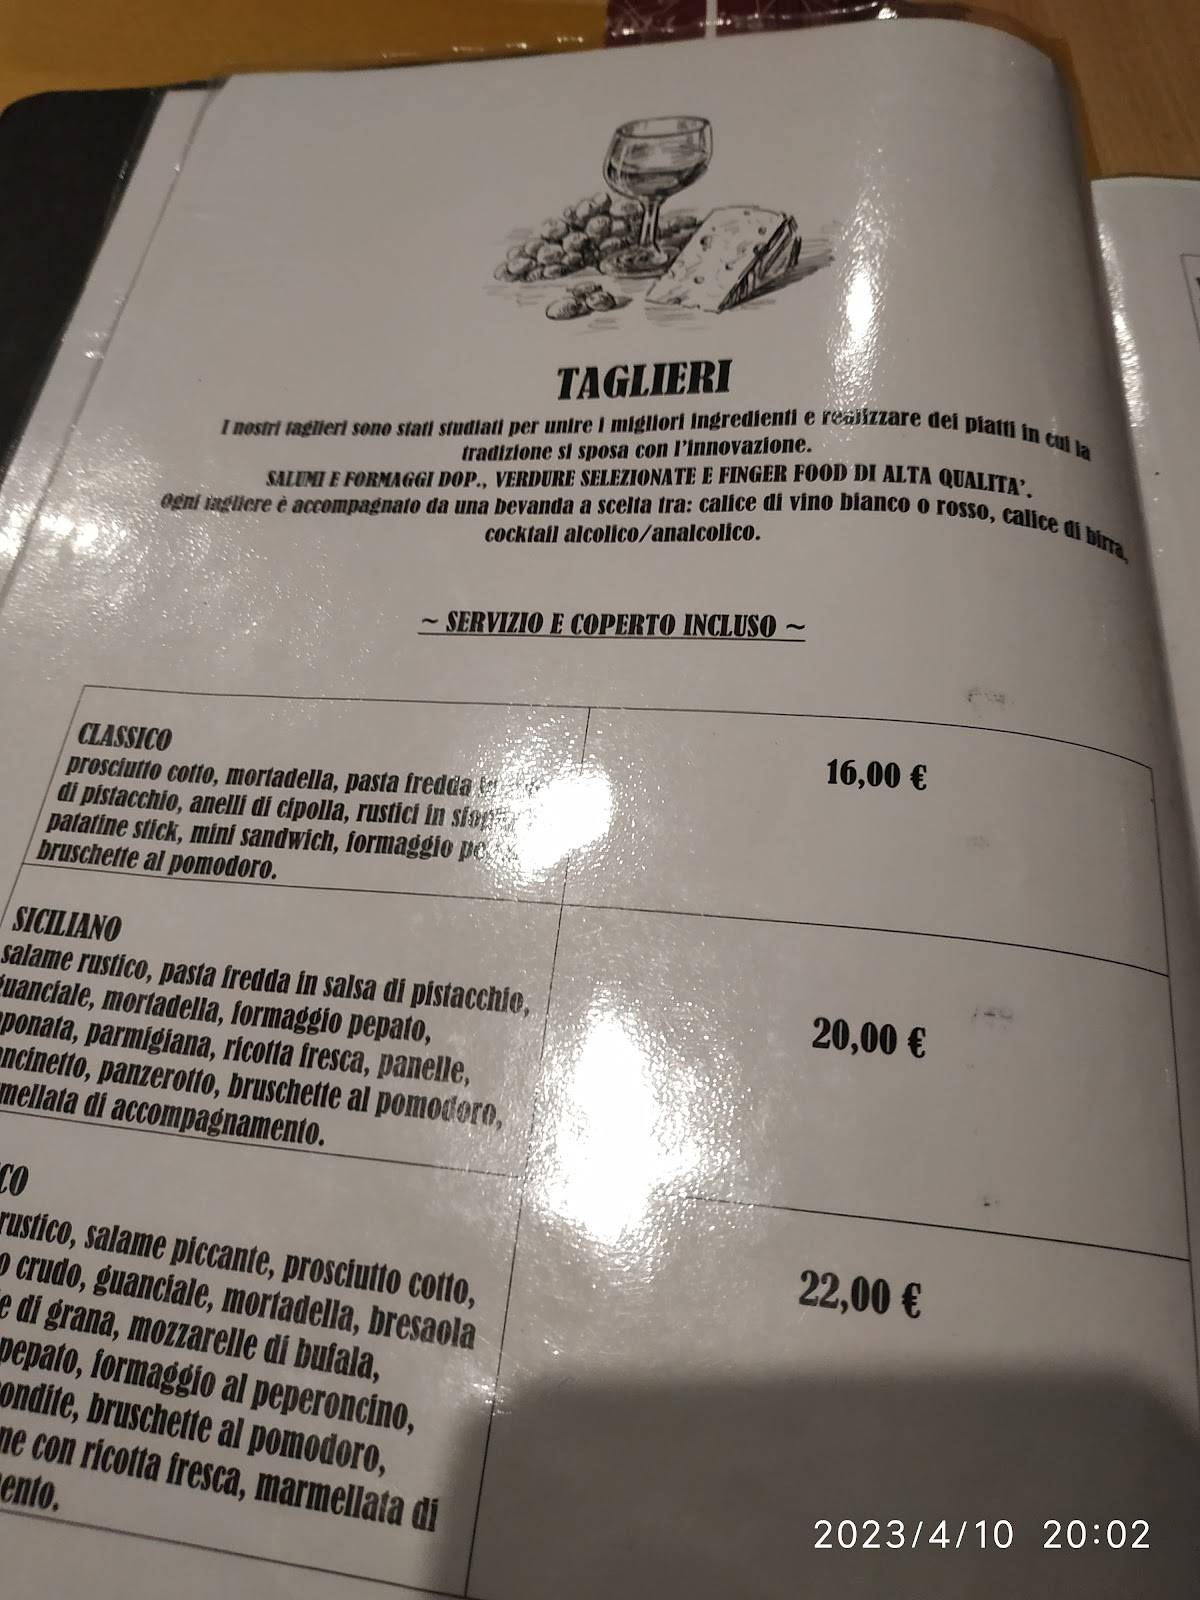 TAGLIERI
I nostri taglieri sono stati studiati per unire i migliori ingredienti e realizzare dei piatti in cui la
tradizione si sposa con l'innovazione.
SALUMI E FORMAGGI DOP., VERDURE SELEZIONATE E FINGER FOOD DI ALTA QUALITA'.
Ogni tagliere è accompagnato da una bevanda a scelta tra: calice di vino bianco o rosso, calice di birra,
cocktail alcolico/analcolico.
~ SERVIZIO E COPERTO INCLUSO ~
CLASSICO
prosciutto cotto, mortadella, pasta fredda
di pistacchio, anelli di cipolla, rustici in
patatine stick, mini sandwich, formaggio
bruschette al pomodoro.
16,00 €
SICILIANO
salame rustico, pasta fredda in salsa di pistacchio,
guanciale, mortadella, formaggio pepato,
ponata, parmigiana, ricotta fresca, panelle,
ncinetto, panzerotto, bruschette al pomodoro,
mellata di accompagnamento.
20,00 €
CO
rustico, salame piccante, prosciutto cotto,
o crudo, guanciale, mortadella, bresaola
e di grana, mozzarelle di bufala,
pepato, formaggio al peperoncino,
ondite, bruschette al pomodoro,
ne con ricotta fresca, marmellata di
ento.
22,00 €
2023/4/10 20:02